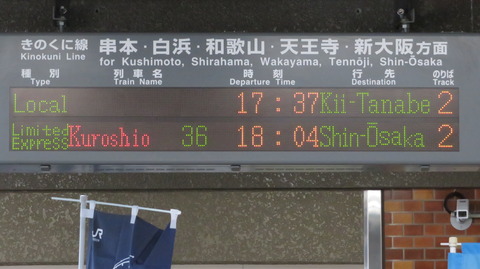 きのくに線 串本・白浜・和歌山・天王寺・新大阪方面
Kinokuni Line for Kushimoto, Shirahama, Wakayama, Tennōji, Shin-Ōsaka
種別 列車名 時刻 行先 のりば
Type Train Name Departure Time Destination Track
Local 17:37 Kii-Tanabe 2
Limited Express Kuroshio 36 18:04 Shin-Ōsaka 2
JR